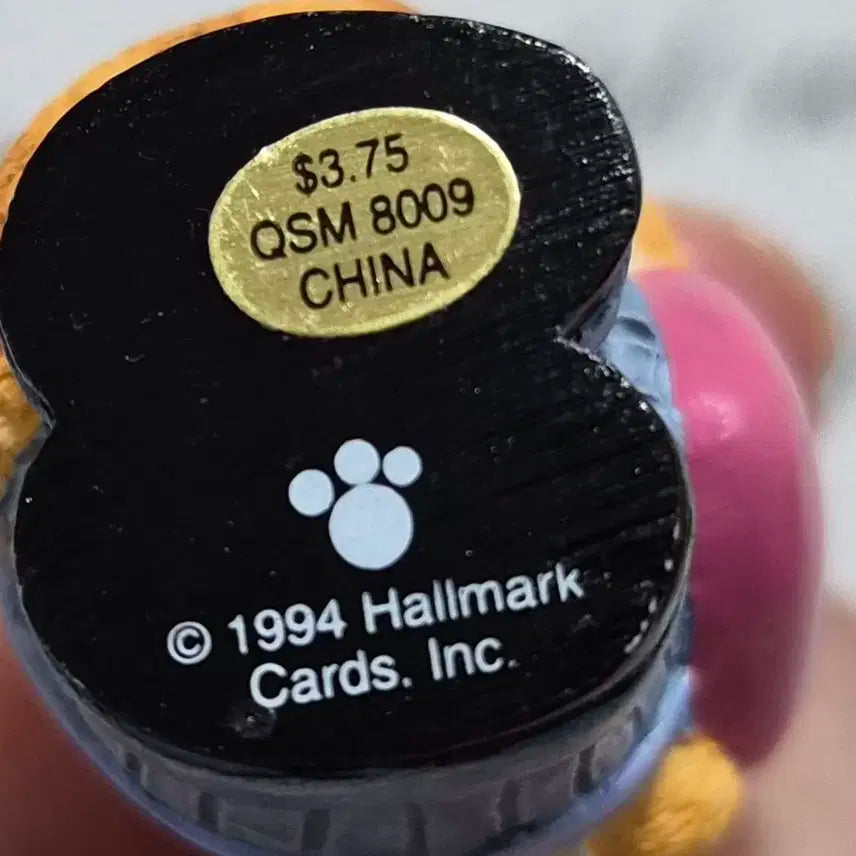 $3.75
QSM 8009
CHINA
© 1994 Hallmark
Cards. Inc.